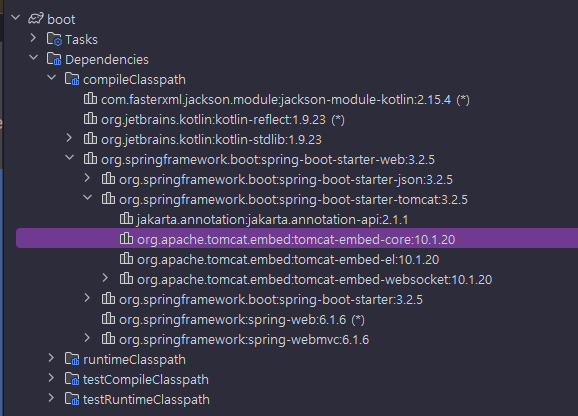 boot
Tasks
Dependencies
compileClasspath
com.fasterxml.jackson.module:jackson-module-kotlin:2.15.4 (*)
org.jetbrains.kotlin:kotlin-reflect:1.9.23 (*)
org.jetbrains.kotlin:kotlin-stdlib:1.9.23
org.springframework.boot:spring-boot-starter-web:3.2.5
org.springframework.boot:spring-boot-starter-json:3.2.5
org.springframework.boot:spring-boot-starter-tomcat:3.2.5
jakarta.annotation:jakarta.annotation-api:2.1.1
org.apache.tomcat.embed:tomcat-embed-core:10.1.20
org.apache.tomcat.embed:tomcat-embed-el:10.1.20
org.apache.tomcat.embed:tomcat-embed-websocket:10.1.20
org.springframework.boot:spring-boot-starter:3.2.5
org.springframework:spring-web:6.1.6 (*)
org.springframework:spring-webmvc:6.1.6
runtimeClasspath
testCompileClasspath
testRuntimeClasspath